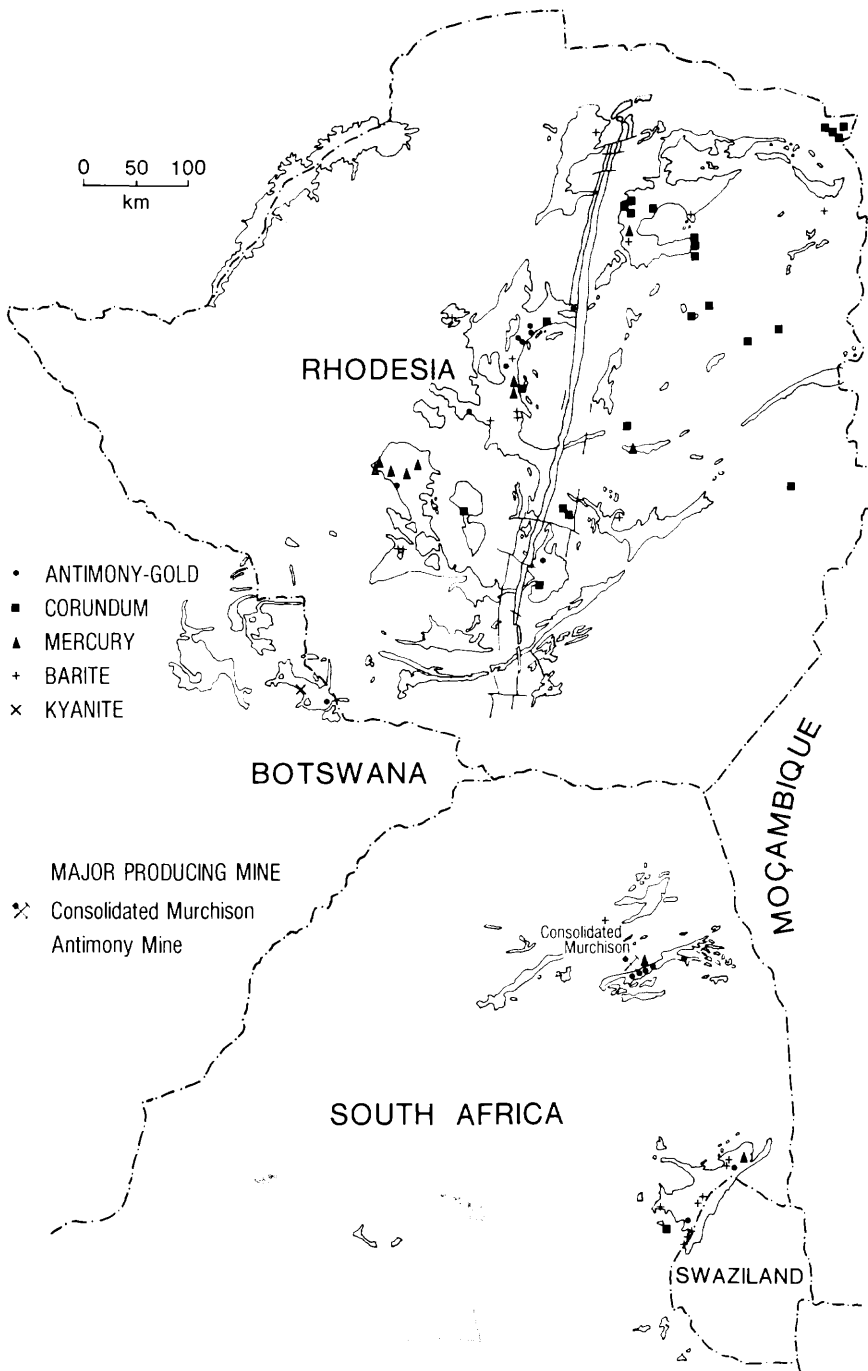 0 50 100
km
RHODESIA
• ANTIMONY-GOLD
■ CORUNDUM
▲ MERCURY
+ BARITE
× KYANITE
BOTSWANA
MOÇAMBIQUE
MAJOR PRODUCING MINE
Consolidated Murchison
Antimony Mine
Consolidated
Murchison
SOUTH AFRICA
SWAZILAND